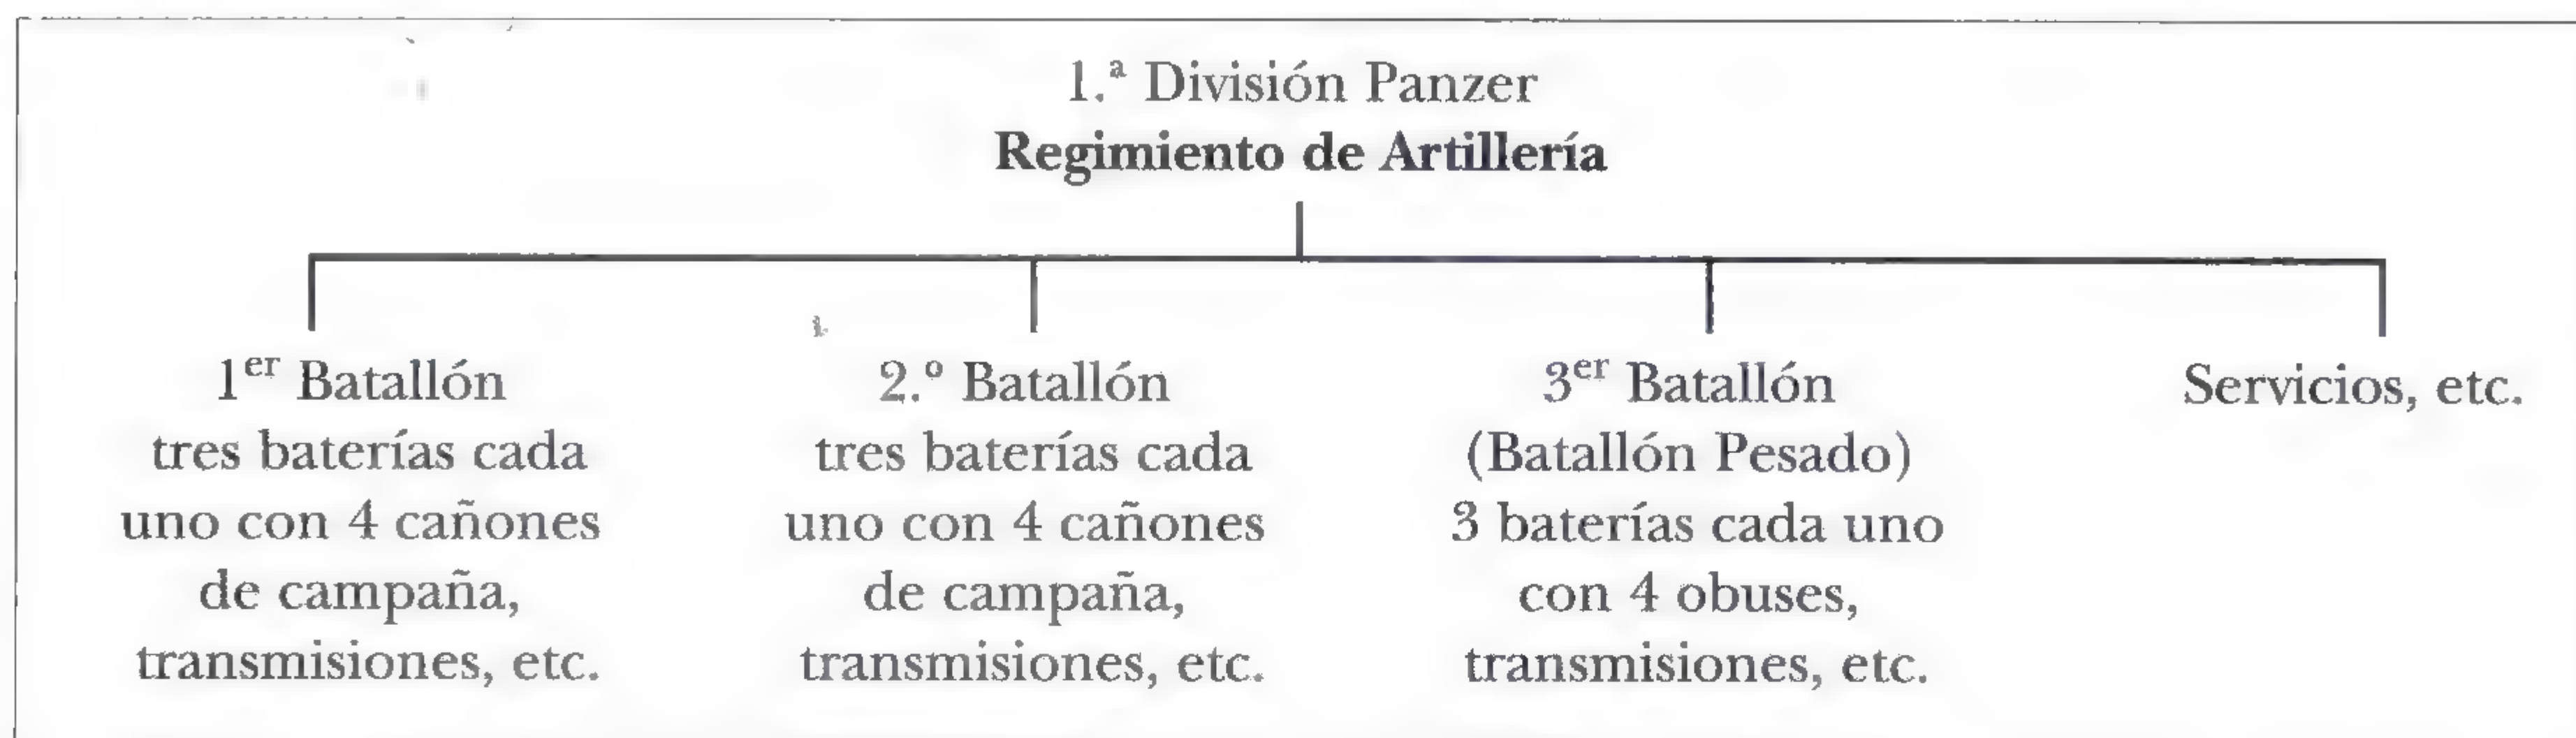 1.ª División Panzer
Regimiento de Artillería
1er Batallón
tres baterías cada
uno con 4 cañones
de campaña,
transmisiones, etc.
2.º Batallón
tres baterías cada
uno con 4 cañones
de campaña,
transmisiones, etc.
3er Batallón
(Batallón Pesado)
3 baterías cada uno
con 4 obuses,
transmisiones, etc.
Servicios, etc.